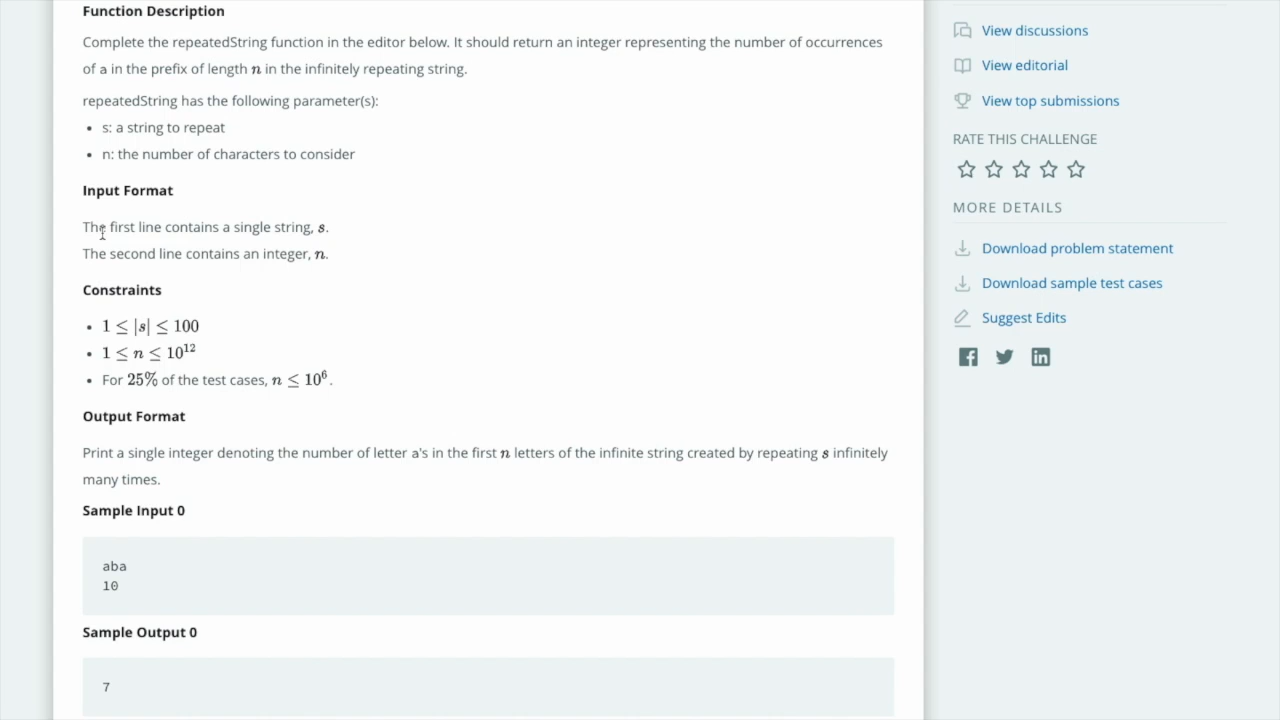 Function Description
Complete the repeatedString function in the editor below. It should return an integer representing the number of occurrences
of a in the prefix of length n in the infinitely repeating string.
repeatedString has the following parameter(s):
• s: a string to repeat
• n: the number of characters to consider
Input Format
The first line contains a single string, s.
The second line contains an integer, n.
Constraints
• 1 ≤ |s| ≤ 100
• 1 ≤ n ≤ 10¹²
• For 25% of the test cases, n ≤ 10⁶.
Output Format
Print a single integer denoting the number of letter a's in the first n letters of the infinite string created by repeating s infinitely
many times.
Sample Input 0
aba
10
Sample Output 0
7
View discussions
View editorial
View top submissions
RATE THIS CHALLENGE
MORE DETAILS
Download problem statement
Download sample test cases
Suggest Edits